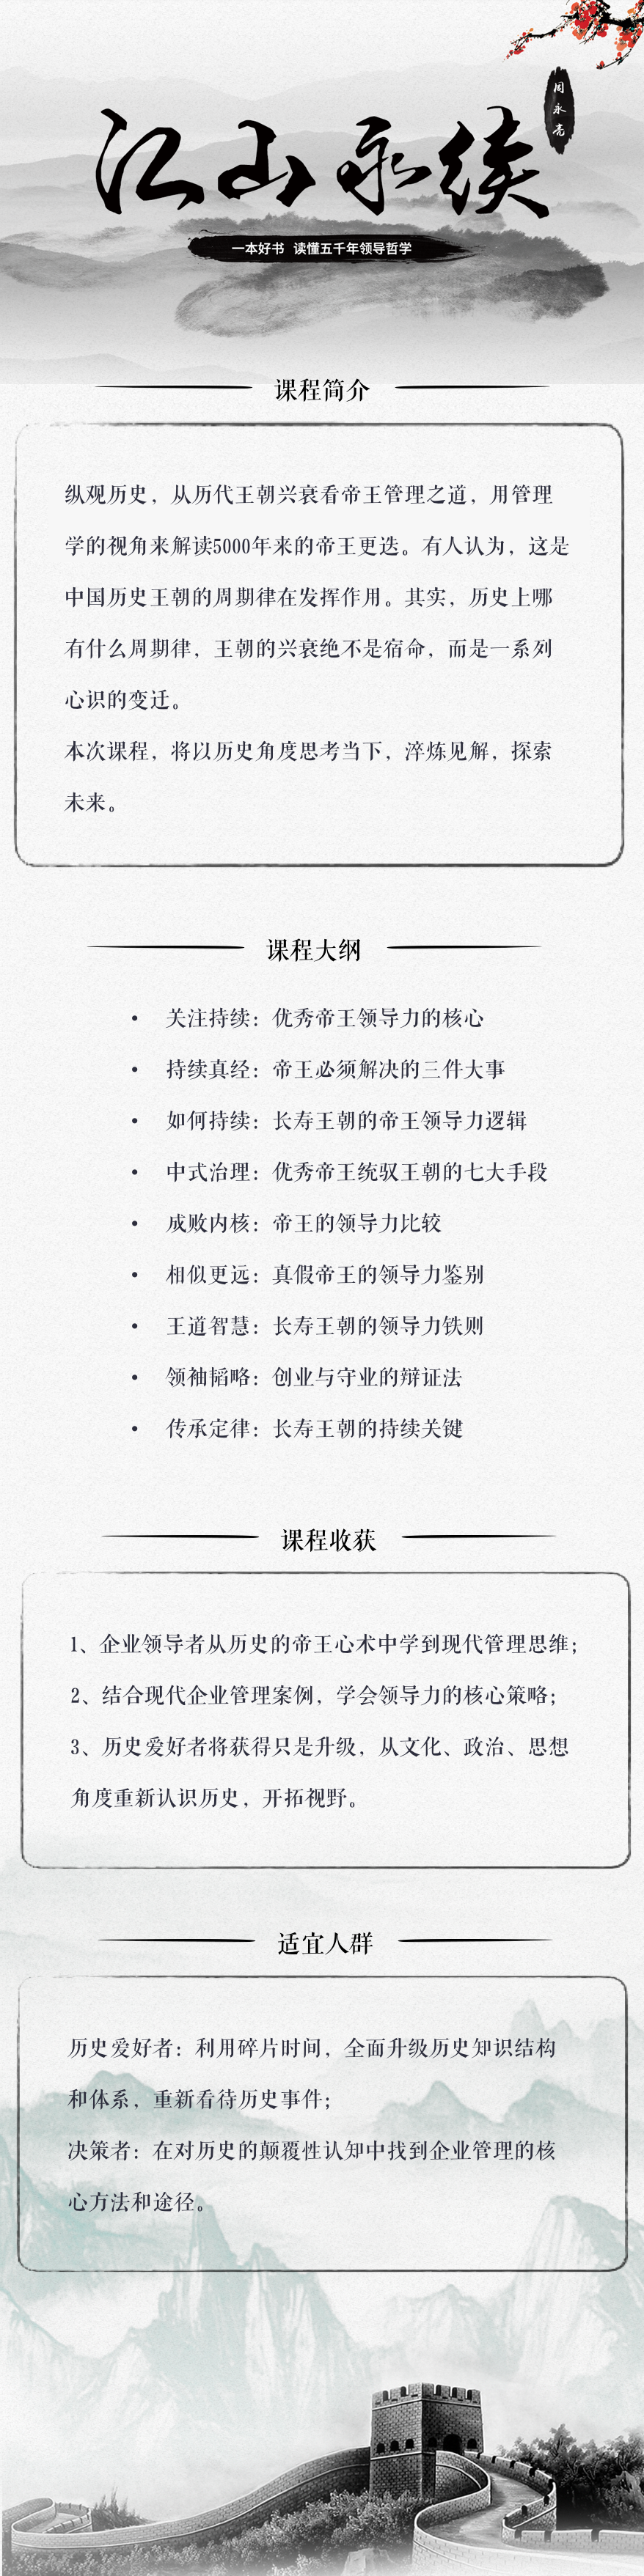 周永亮
江山永续
一本好书 读懂五千年领导哲学
课程简介
纵观历史，从历代王朝兴衰看帝王管理之道，用管理
学的视角来解读5000年来的帝王更迭。有人认为，这是
中国历史王朝的周期律在发挥作用。其实，历史上哪
有什么周期律，王朝的兴衰绝不是宿命，而是一系列
心识的变迁。
本次课程，将以历史角度思考当下，淬炼见解，探索
未来。
课程大纲
• 关注持续：优秀帝王领导力的核心
• 持续真经：帝王必须解决的三件大事
• 如何持续：长寿王朝的帝王领导力逻辑
• 中式治理：优秀帝王统驭王朝的七大手段
• 成败内核：帝王的领导力比较
• 相似更远：真假帝王的领导力鉴别
• 王道智慧：长寿王朝的领导力铁则
• 领袖韬略：创业与守业的辩证法
• 传承定律：长寿王朝的持续关键
课程收获
1、企业领导者从历史的帝王心术中学到现代管理思维；
2、结合现代企业管理案例，学会领导力的核心策略；
3、历史爱好者将获得只是升级，从文化、政治、思想
角度重新认识历史，开拓视野。
适宜人群
历史爱好者：利用碎片时间，全面升级历史知识结构
和体系，重新看待历史事件；
决策者：在对历史的颠覆性认知中找到企业管理的核
心方法和途径。